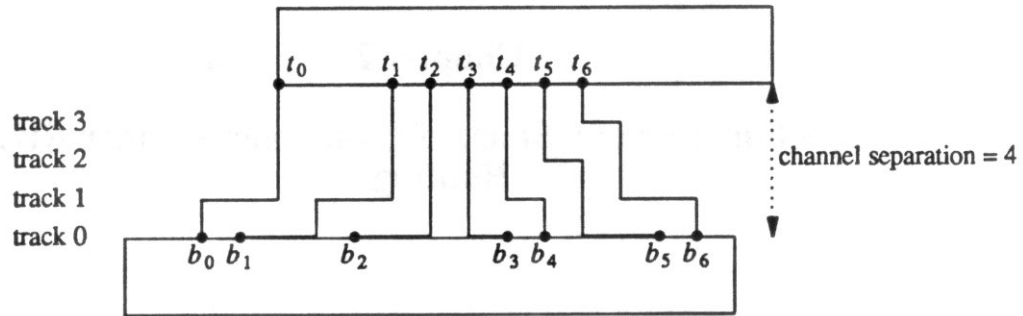 t0 t1 t2 t3 t4 t5 t6
track 3
track 2
channel separation = 4
track 1
track 0
b0 b1 b2 b3 b4 b5 b6